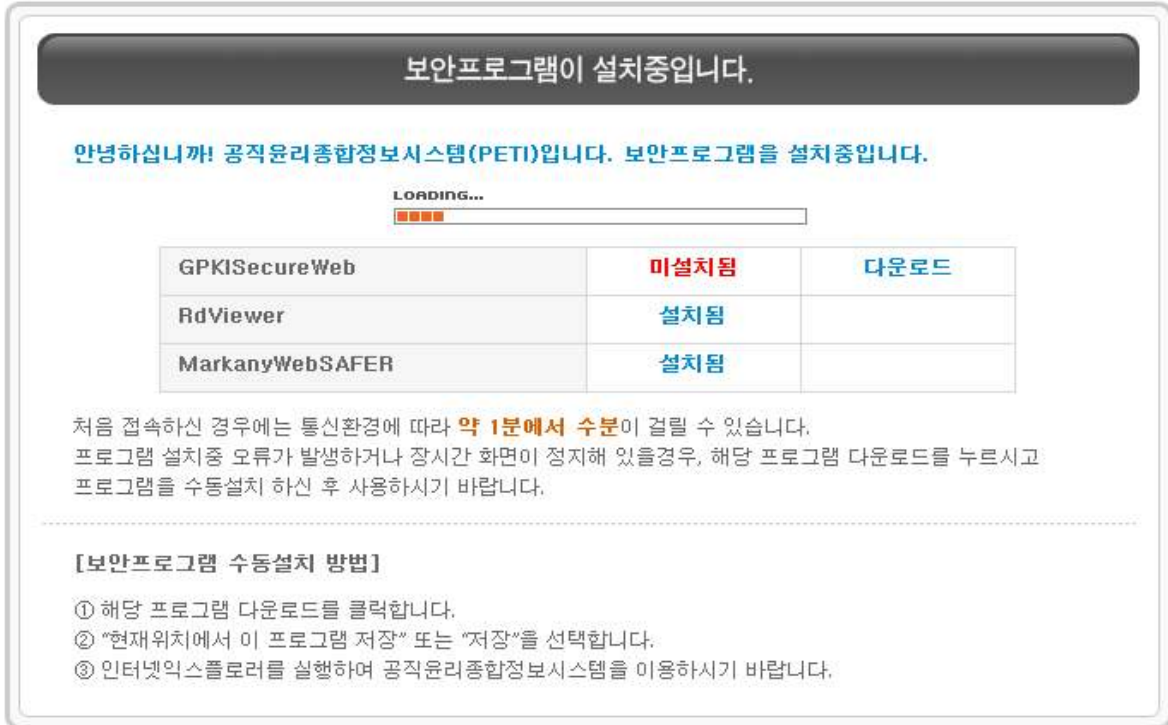 보안프로그램이 설치중입니다.
안녕하십니까! 공직윤리종합정보시스템(PETI)입니다. 보안프로그램을 설치중입니다.
LOADING...
GPKISecureWeb 미설치됨 다운로드
RdViewer 설치됨
MarkanyWebSAFER 설치됨
처음 접속하신 경우에는 통신환경에 따라 약 1분에서 수분이 걸릴 수 있습니다.
프로그램 설치중 오류가 발생하거나 장시간 화면이 정지해 있을경우, 해당 프로그램 다운로드를 누르시고
프로그램을 수동설치 하신 후 사용하시기 바랍니다.
[보안프로그램 수동설치 방법]
① 해당 프로그램 다운로드를 클릭합니다.
② “현재위치에서 이 프로그램 저장” 또는 “저장”을 선택합니다.
③ 인터넷익스플로러를 실행하여 공직윤리종합정보시스템을 이용하시기 바랍니다.